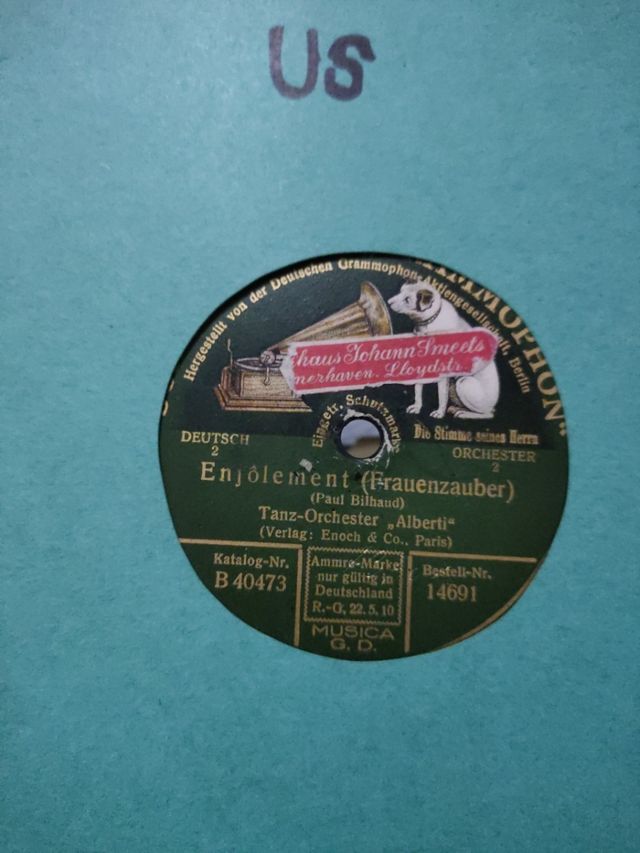 US
Hergestellt von der Deutschen Grammophon-Aktiengesellschaft, Berlin
haus Johann Smeets
merhaven. Lloydstr.
Eingetr. Schutzmarke
Die Stimme seines Herrn
DEUTSCH
2
ORCHESTER
2
Enjôlement (Frauenzauber)
(Paul Bilhaud)
Tanz-Orchester „Alberti“
(Verlag: Enoch & Co., Paris)
Katalog-Nr.
B 40473
Ammre-Marke
nur gültig in
Deutschland
R.-G. 22. 5. 10
Bestell-Nr.
14691
MUSICA
G. D.